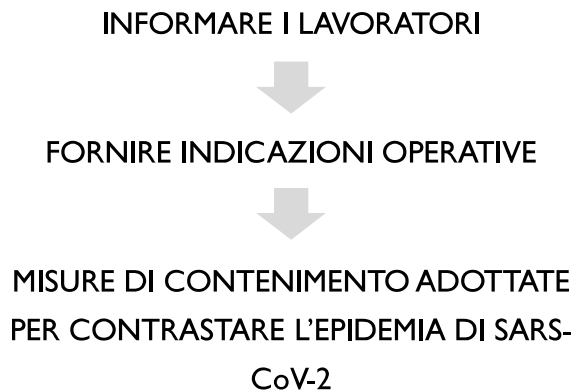 INFORMARE I LAVORATORI
FORNIRE INDICAZIONI OPERATIVE
MISURE DI CONTENIMENTO ADOTTATE
PER CONTRASTARE L'EPIDEMIA DI SARS-
CoV-2